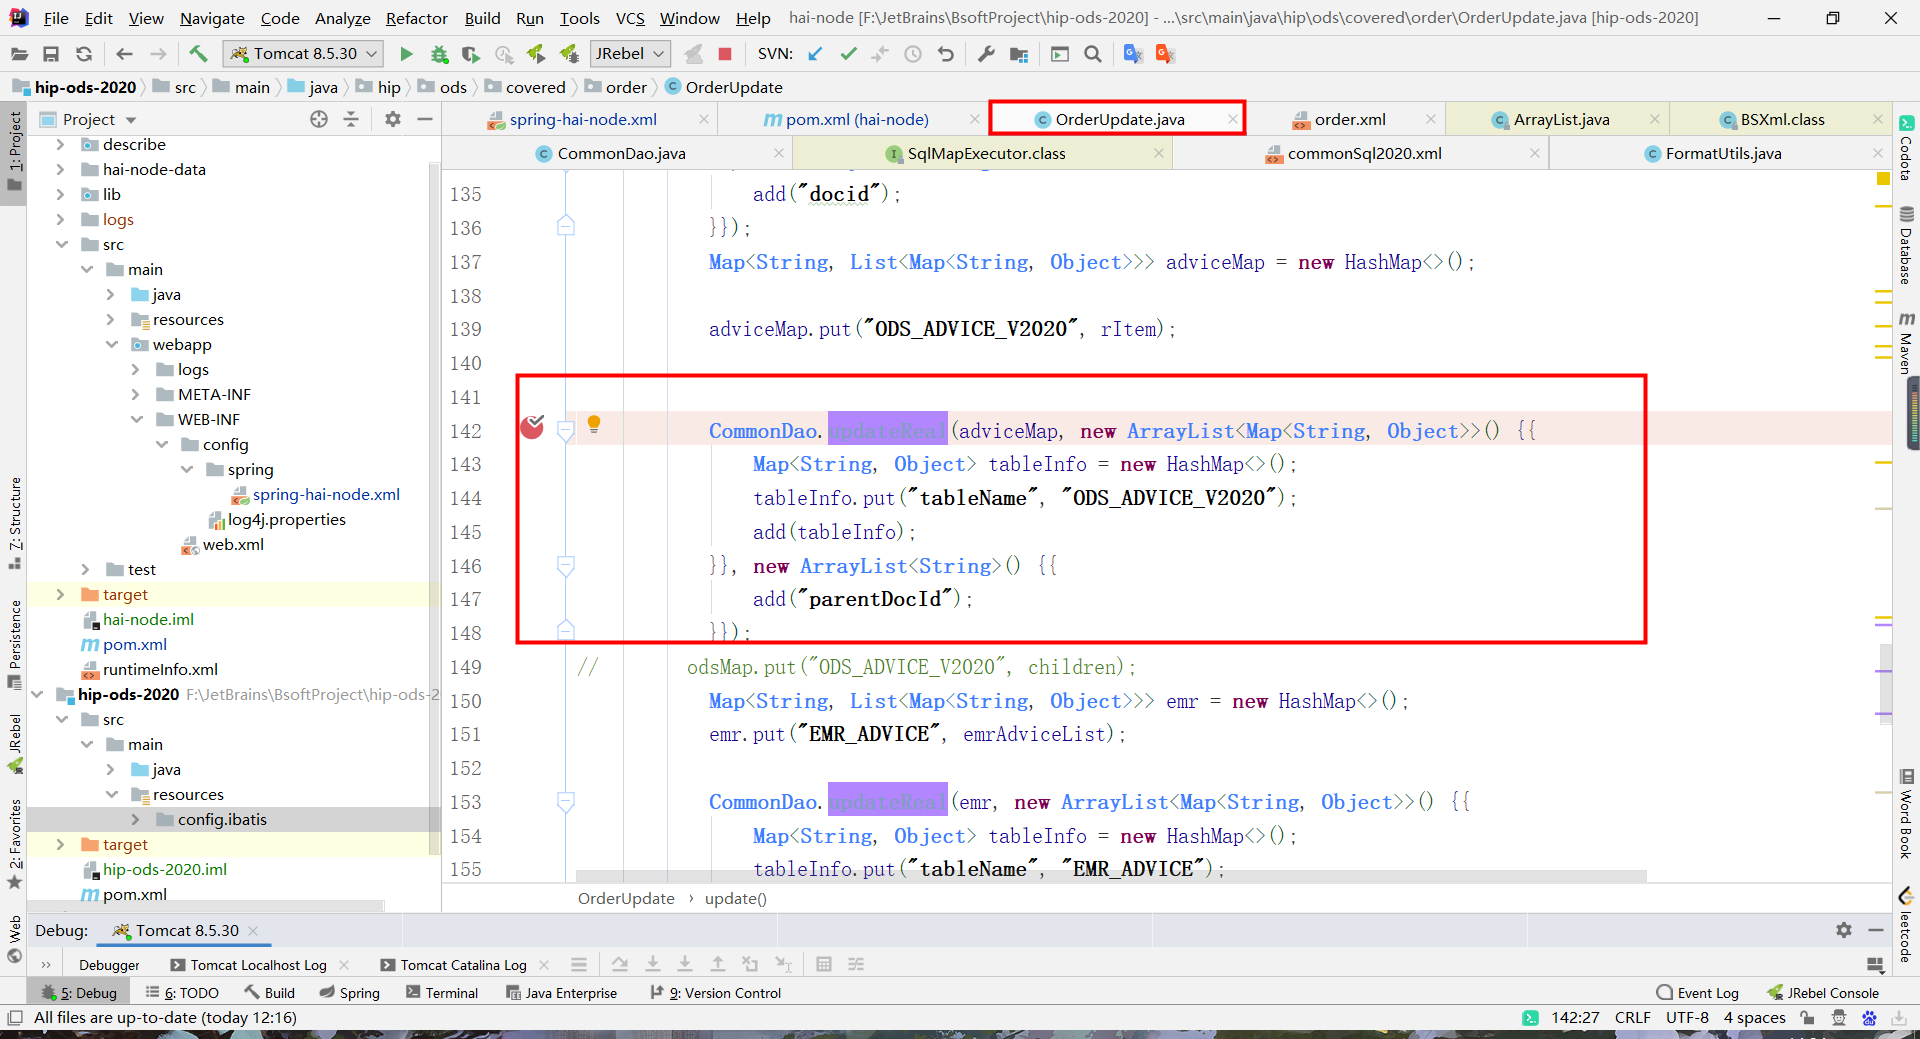 File Edit View Navigate Code Analyze Refactor Build Run Tools VCS Window Help hai-node [F:\JetBrains\BsoftProject\hip-ods-2020] - ...\src\main\java\hip\ods\covered\order\OrderUpdate.java [hip-ods-2020]
Tomcat 8.5.30 JRebel SVN:
hip-ods-2020 src main java hip ods covered order OrderUpdate
Project
spring-hai-node.xml pom.xml (hai-node) OrderUpdate.java order.xml ArrayList.java BSXml.class
CommonDao.java SqlMapExecutor.class commonSql2020.xml FormatUtils.java
1: Project
Z: Structure
Persistence
JRebel
2: Favorites
Web
describe
hai-node-data
lib
logs
src
main
java
resources
webapp
logs
META-INF
WEB-INF
config
spring
spring-hai-node.xml
log4j.properties
web.xml
test
target
hai-node.iml
pom.xml
runtimeInfo.xml
hip-ods-2020 F:\JetBrains\BsoftProject\hip-ods-2
src
main
java
resources
config.ibatis
target
hip-ods-2020.iml
pom.xml
135 add("docid");
136 }});
137 Map<String, List<Map<String, Object>>> adviceMap = new HashMap<>();
138
139 adviceMap.put("ODS_ADVICE_V2020", rItem);
140
141
142 CommonDao.updateReal(adviceMap, new ArrayList<Map<String, Object>>() {{
143 Map<String, Object> tableInfo = new HashMap<>();
144 tableInfo.put("tableName", "ODS_ADVICE_V2020");
145 add(tableInfo);
146 }}, new ArrayList<String>() {{
147 add("parentDocId");
148 }});
149 // odsMap.put("ODS_ADVICE_V2020", children);
150 Map<String, List<Map<String, Object>>> emr = new HashMap<>();
151 emr.put("EMR_ADVICE", emrAdviceList);
152
153 CommonDao.updateReal(emr, new ArrayList<Map<String, Object>>() {{
154 Map<String, Object> tableInfo = new HashMap<>();
155 tableInfo.put("tableName", "EMR_ADVICE");
OrderUpdate › update()
Codota
Database
Maven
Word Book
leetcode
Debug: Tomcat 8.5.30
Debugger Tomcat Localhost Log Tomcat Catalina Log
5: Debug 6: TODO Build Spring Terminal Java Enterprise 9: Version Control Event Log JRebel Console
All files are up-to-date (today 12:16) 142:27 CRLF UTF-8 4 spaces